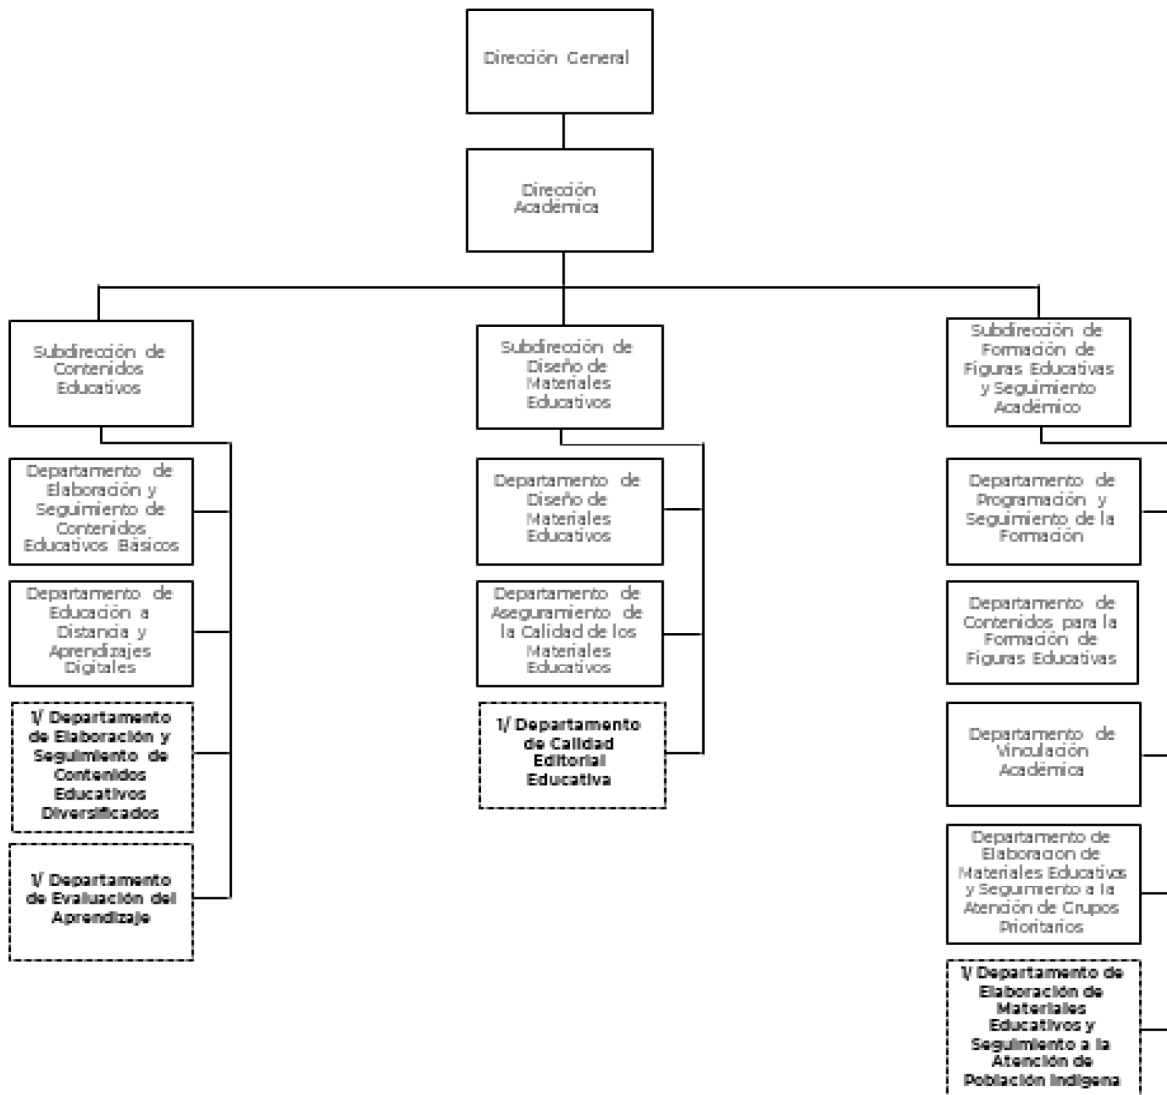 Dirección General
Dirección
Académica
Subdirección de
Contenidos
Educativos
Subdirección de
Diseño de
Materiales
Educativos
Subdirección de
Formación de
Figuras Educativas
y Seguimiento
Académico
Departamento de
Elaboración y
Seguimiento de
Contenidos
Educativos Básicos
Departamento de
Diseño de
Materiales
Educativos
Departamento de
Programación y
Seguimiento de la
Formación
Departamento de
Educación a
Distancia y
Aprendizajes
Digitales
Departamento de
Aseguramiento de
la Calidad de los
Materiales
Educativos
Departamento de
Contenidos para la
Formación de
Figuras Educativas
1/ Departamento
de Elaboración y
Seguimiento de
Contenidos
Educativos
Diversificados
1/ Departamento
de Calidad
Editorial
Educativa
Departamento de
Vinculación
Académica
1/ Departamento
de Evaluación del
Aprendizaje
Departamento de
Elaboracion de
Materiales Educativos
y Seguimiento a la
Atención de Grupos
Prioritarios
1/ Departamento de
Elaboración de
Materiales
Educativos y
Seguimiento a la
Atención de
Población Indígena